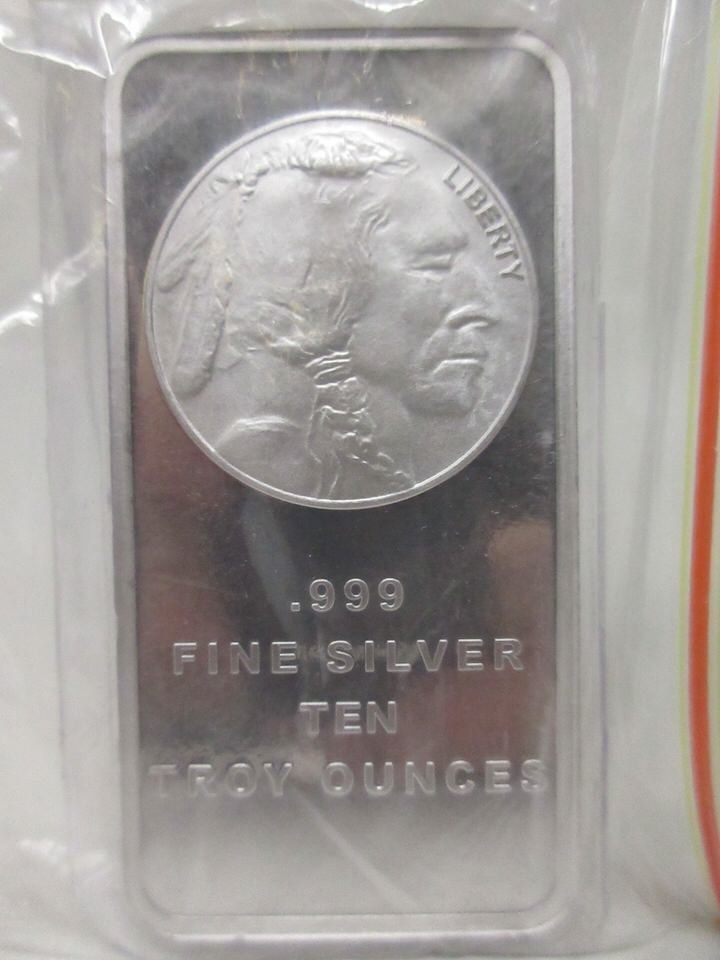 LIBERTY
.999
FINE SILVER
TEN
TROY OUNCES